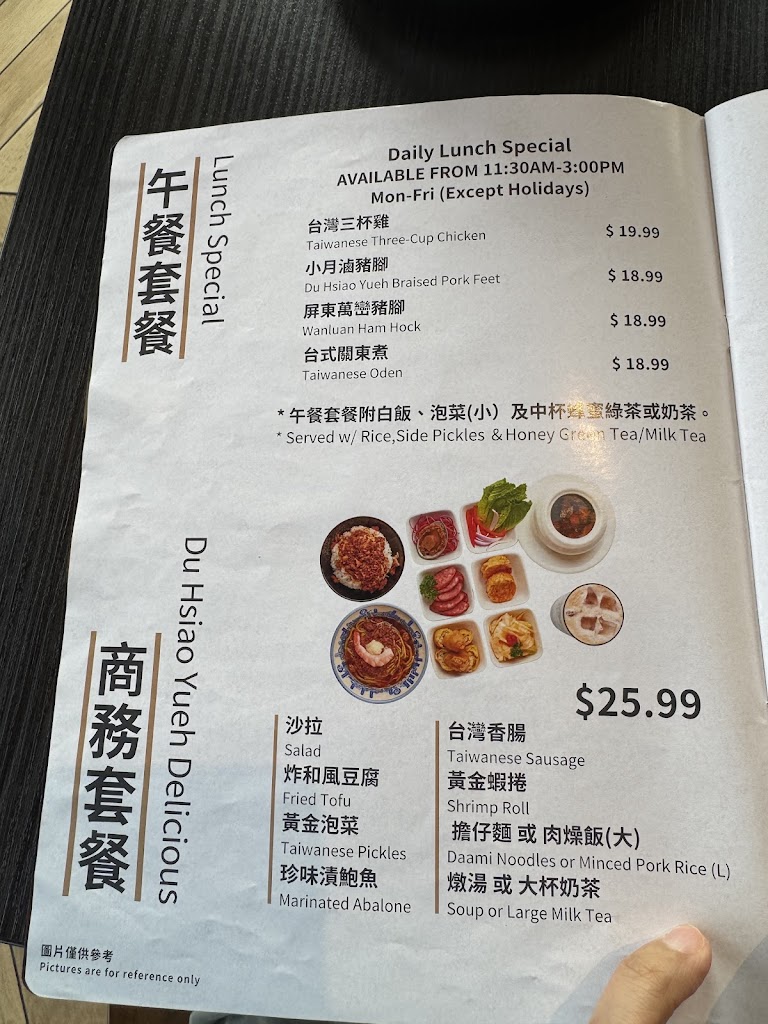 午餐套餐
Lunch Special
Daily Lunch Special
AVAILABLE FROM 11:30AM-3:00PM
Mon-Fri (Except Holidays)
台灣三杯雞
Taiwanese Three-Cup Chicken
$ 19.99
小月滷豬腳
Du Hsiao Yueh Braised Pork Feet
$ 18.99
屏東萬巒豬腳
Wanluan Ham Hock
$ 18.99
台式關東煮
Taiwanese Oden
$ 18.99
* 午餐套餐附白飯、泡菜(小）及中杯蜂蜜綠茶或奶茶。
* Served w/ Rice,Side Pickles ＆Honey Green Tea/Milk Tea
商務套餐
Du Hsiao Yueh Delicious
$25.99
沙拉
Salad
炸和風豆腐
Fried Tofu
黃金泡菜
Taiwanese Pickles
珍味漬鮑魚
Marinated Abalone
台灣香腸
Taiwanese Sausage
黃金蝦捲
Shrimp Roll
擔仔麵 或 肉燥飯(大)
Daami Noodles or Minced Pork Rice (L)
燉湯 或 大杯奶茶
Soup or Large Milk Tea
圖片僅供參考
Pictures are for reference only